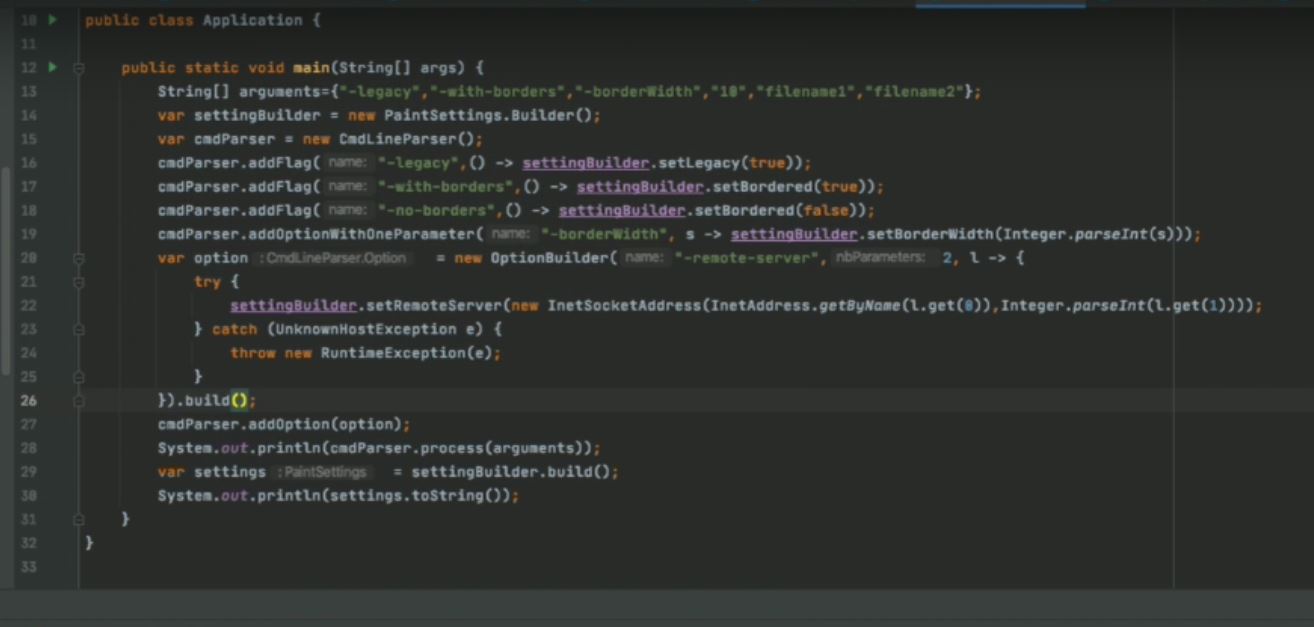 10 public class Application {
11
12 public static void main(String[] args) {
13 String[] arguments={"-legacy","-with-borders","-borderWidth","10","filename1","filename2"};
14 var settingBuilder = new PaintSettings.Builder();
15 var cmdParser = new CmdLineParser();
16 cmdParser.addFlag( name: "-legacy",() -> settingBuilder.setLegacy(true));
17 cmdParser.addFlag( name: "-with-borders",() -> settingBuilder.setBordered(true));
18 cmdParser.addFlag( name: "-no-borders",() -> settingBuilder.setBordered(false));
19 cmdParser.addOptionWithOneParameter( name: "-borderWidth", s -> settingBuilder.setBorderWidth(Integer.parseInt(s)));
20 var option : CmdLineParser.Option = new OptionBuilder( name: "-remote-server", nbParameters: 2, l -> {
21 try {
22 settingBuilder.setRemoteServer(new InetSocketAddress(InetAddress.getByName(l.get(0)),Integer.parseInt(l.get(1))));
23 } catch (UnknownHostException e) {
24 throw new RuntimeException(e);
25 }
26 }).build();
27 cmdParser.addOption(option);
28 System.out.println(cmdParser.process(arguments));
29 var settings : PaintSettings = settingBuilder.build();
30 System.out.println(settings.toString());
31 }
32 }
33